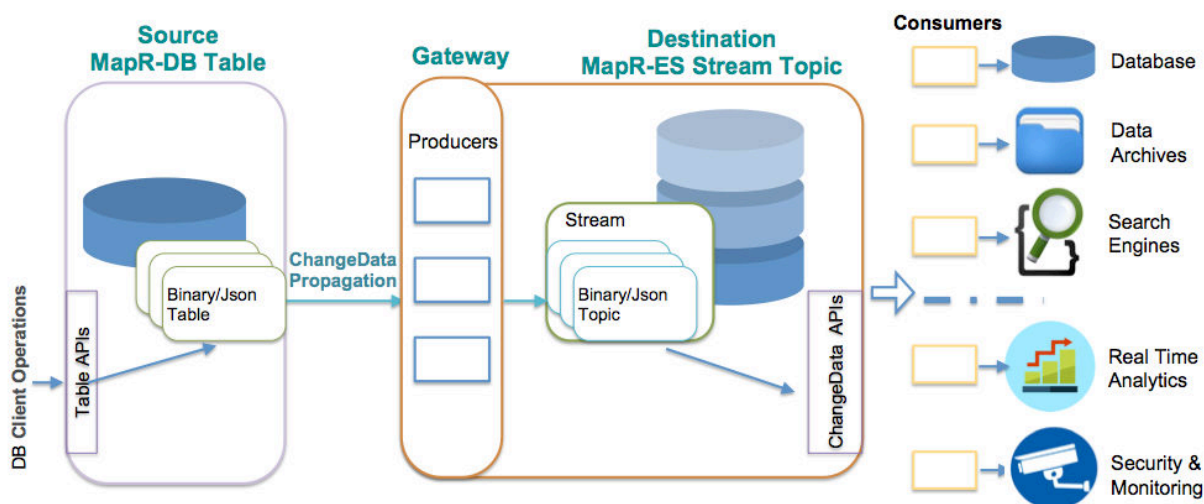 Source
MapR-DB Table
Gateway
Destination
MapR-ES Stream Topic
Consumers
Database
Data
Archives
Search
Engines
Real Time
Analytics
Security &
Monitoring
DB Client Operations
Table APIs
Binary/Json
Table
ChangeData
Propagation
Producers
Stream
Binary/Json
Topic
ChangeData APIs